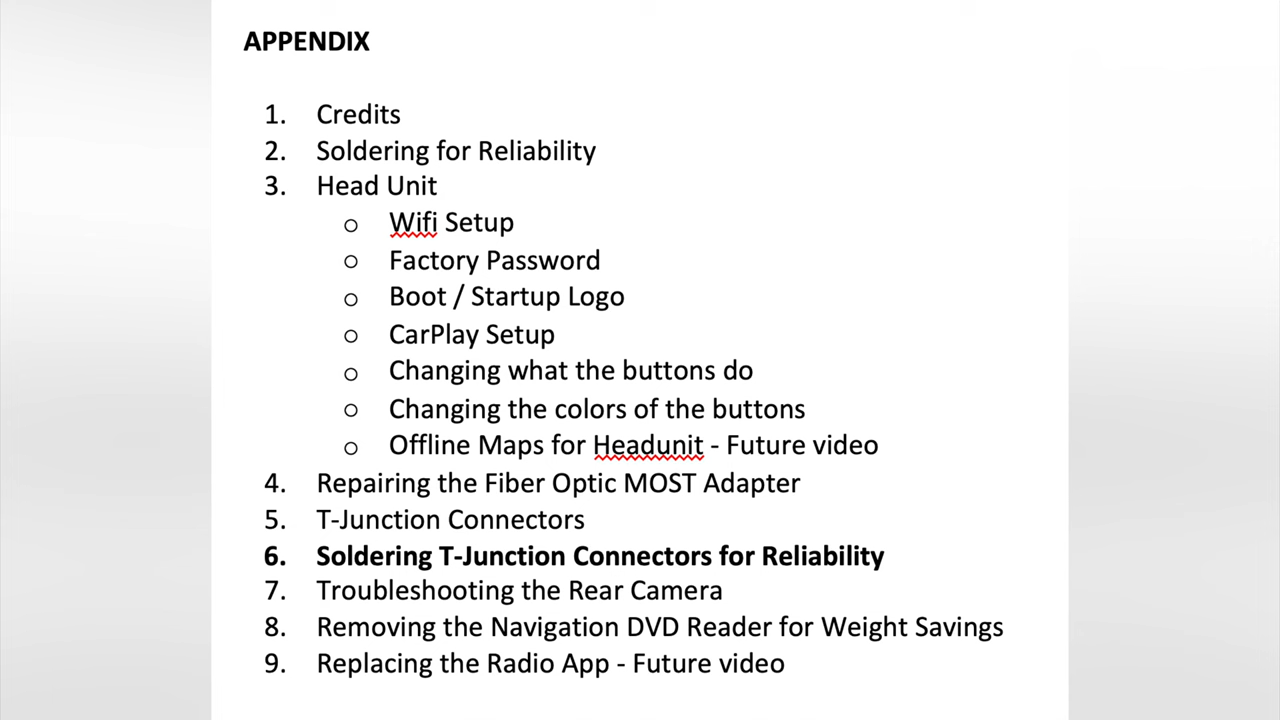 APPENDIX
1. Credits
2. Soldering for Reliability
3. Head Unit
o Wifi Setup
o Factory Password
o Boot / Startup Logo
o CarPlay Setup
o Changing what the buttons do
o Changing the colors of the buttons
o Offline Maps for Headunit - Future video
4. Repairing the Fiber Optic MOST Adapter
5. T-Junction Connectors
6. Soldering T-Junction Connectors for Reliability
7. Troubleshooting the Rear Camera
8. Removing the Navigation DVD Reader for Weight Savings
9. Replacing the Radio App - Future video